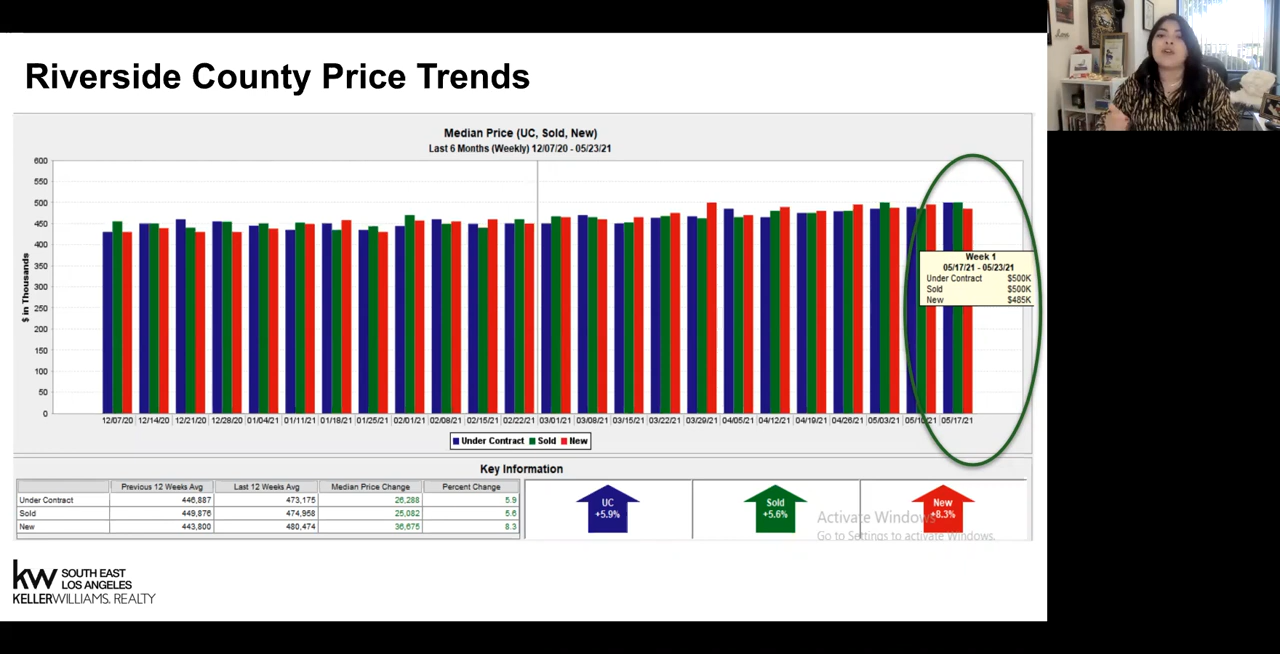 Riverside County Price Trends
Median Price (UC, Sold, New)
Last 6 Months (Weekly) 12/07/20 - 05/23/21
600
550
500
450
400
350
300
250
200
150
100
50
0
$ in Thousands
Week 1
05/17/21 - 05/23/21
Under Contract $500K
Sold $500K
New $485K
12/07/20 12/14/20 12/21/20 12/28/20 01/04/21 01/11/21 01/18/21 01/25/21 02/01/21 02/08/21 02/15/21 02/22/21 03/01/21 03/08/21 03/15/21 03/22/21 03/29/21 04/05/21 04/12/21 04/19/21 04/26/21 05/03/21 05/10/21 05/17/21
Under Contract Sold New
Key Information
Previous 12 Weeks Avg Last 12 Weeks Avg Median Price Change Percent Change
Under Contract 446,887 473,175 26,288 5.9
Sold 449,876 474,958 25,082 5.6
New 443,800 480,474 36,675 8.3
UC
+5.9%
Sold
+5.6%
New
+8.3%
Activate Windows
Go to Settings to activate Windows.
kw SOUTH EAST
LOS ANGELES
KELLERWILLIAMS. REALTY